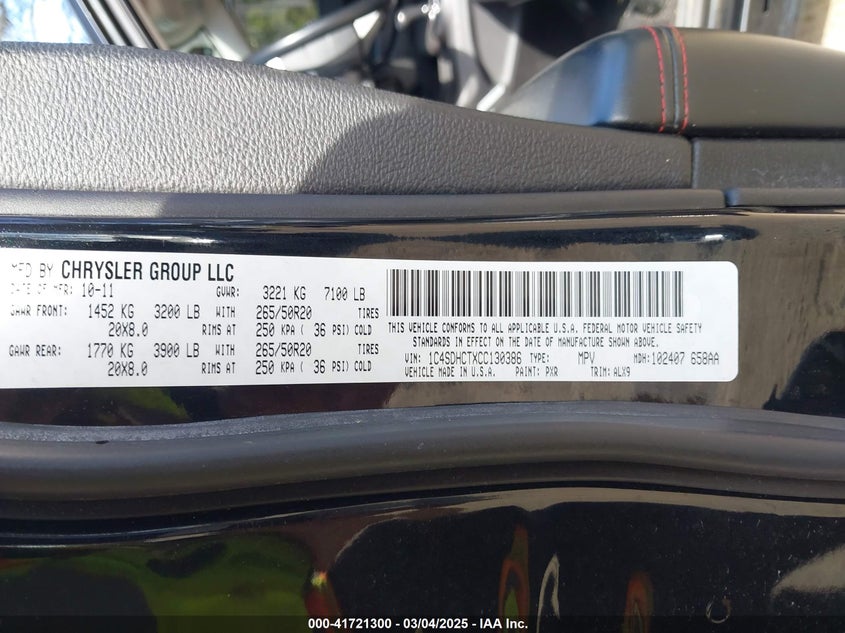 MFD BY CHRYSLER GROUP LLC
DATE OF MFR: 10-11 GVWR: 3221 KG 7100 LB
GAWR FRONT: 1452 KG 3200 LB WITH 265/50R20 TIRES
20X8.0 RIMS AT 250 KPA ( 36 PSI) COLD
GAWR REAR: 1770 KG 3900 LB WITH 265/50R20 TIRES
20X8.0 RIMS AT 250 KPA ( 36 PSI) COLD
THIS VEHICLE CONFORMS TO ALL APPLICABLE U.S.A. FEDERAL MOTOR VEHICLE SAFETY
STANDARDS IN EFFECT ON THE DATE OF MANUFACTURE SHOWN ABOVE.
VIN: 1C4SDHCTXCC130386 TYPE: MPV MDH: 102407 658AA
VEHICLE MADE IN U.S.A. PAINT: PXR TRIM: ALX9
000-41721300 - 03/04/2025 - IAA Inc.